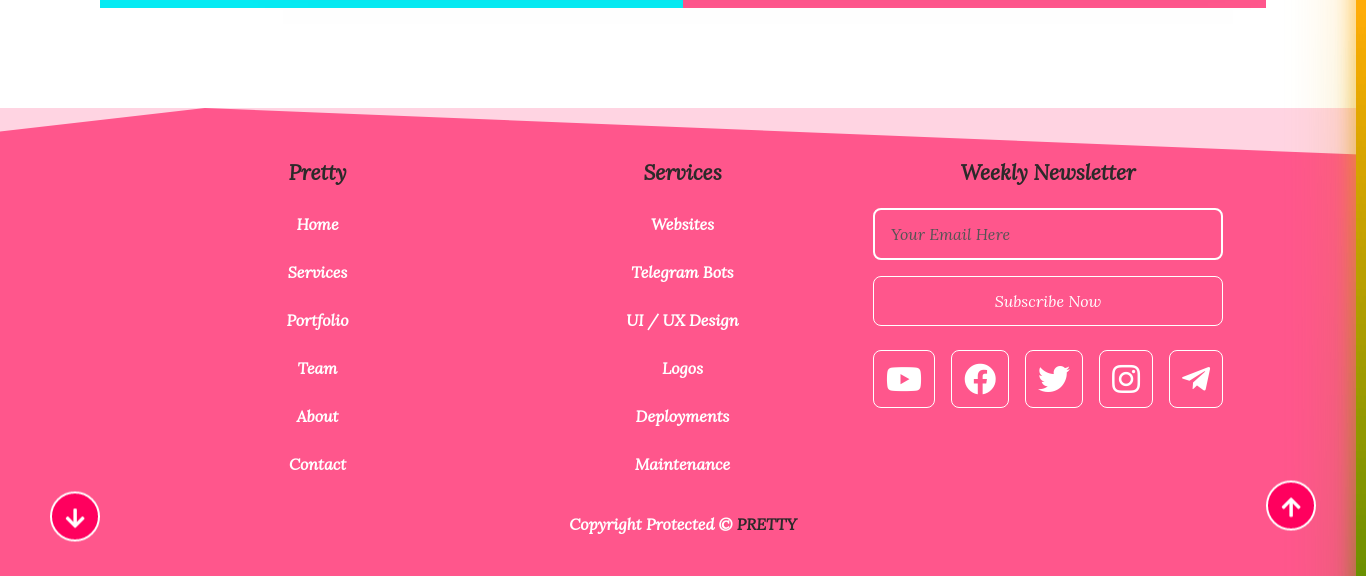 Pretty
Home
Services
Portfolio
Team
About
Contact
Services
Websites
Telegram Bots
UI / UX Design
Logos
Deployments
Maintenance
Weekly Newsletter
Your Email Here
Subscribe Now
Copyright Protected © PRETTY